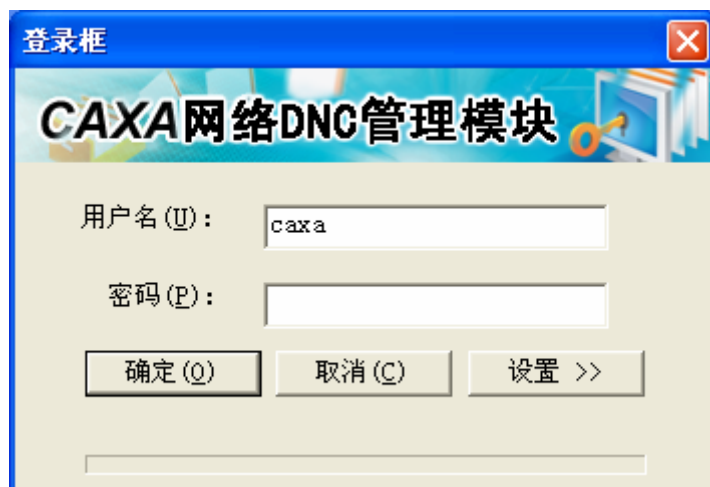 登录框
CAXA网络DNC管理模块
用户名(U):
caxa
密码(P):
确定(O) 取消(C) 设置 >>